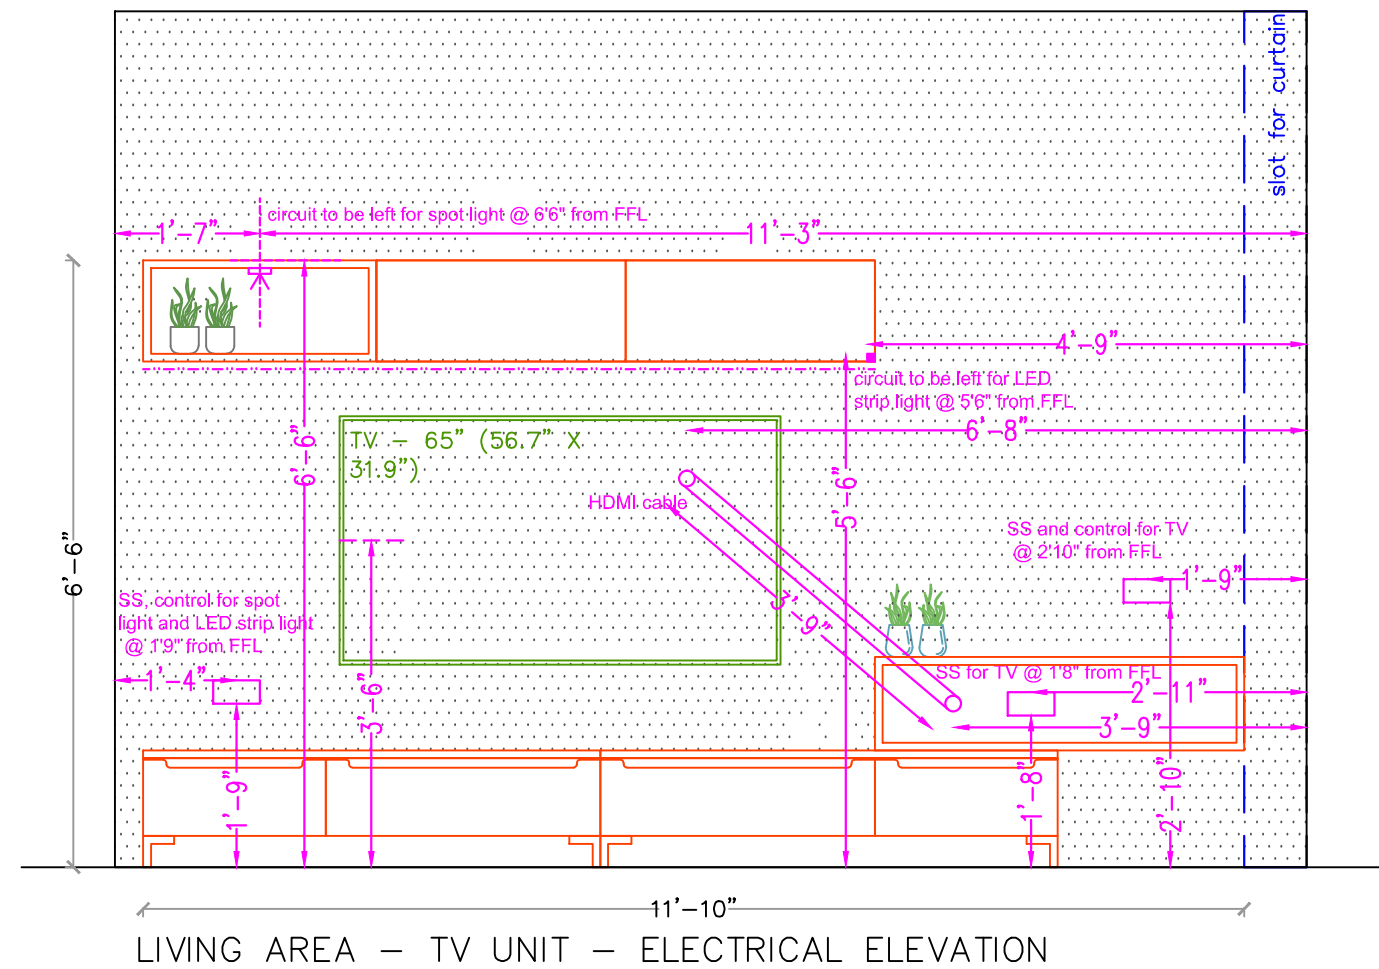 slot for curtain
circuit to be left for spot light @ 6'6" from FFL
1'-7"
11'-3"
4'-9"
circuit to be left for LED
strip light @ 5'6" from FFL
6'-8"
TV - 65" (56.7" X
31.9")
6'-6"
5'-6"
HDMI cable
SS and control for TV
@ 2'10" from FFL
6'-6"
1'-9"
SS, control for spot
light and LED strip light
@ 1'9" from FFL
3'-9"
SS for TV @ 1'8" from FFL
1'-4"
3'-6"
2'-11"
3'-9"
1'-9"
1'-8"
2'-10"
11'-10"
LIVING AREA - TV UNIT - ELECTRICAL ELEVATION